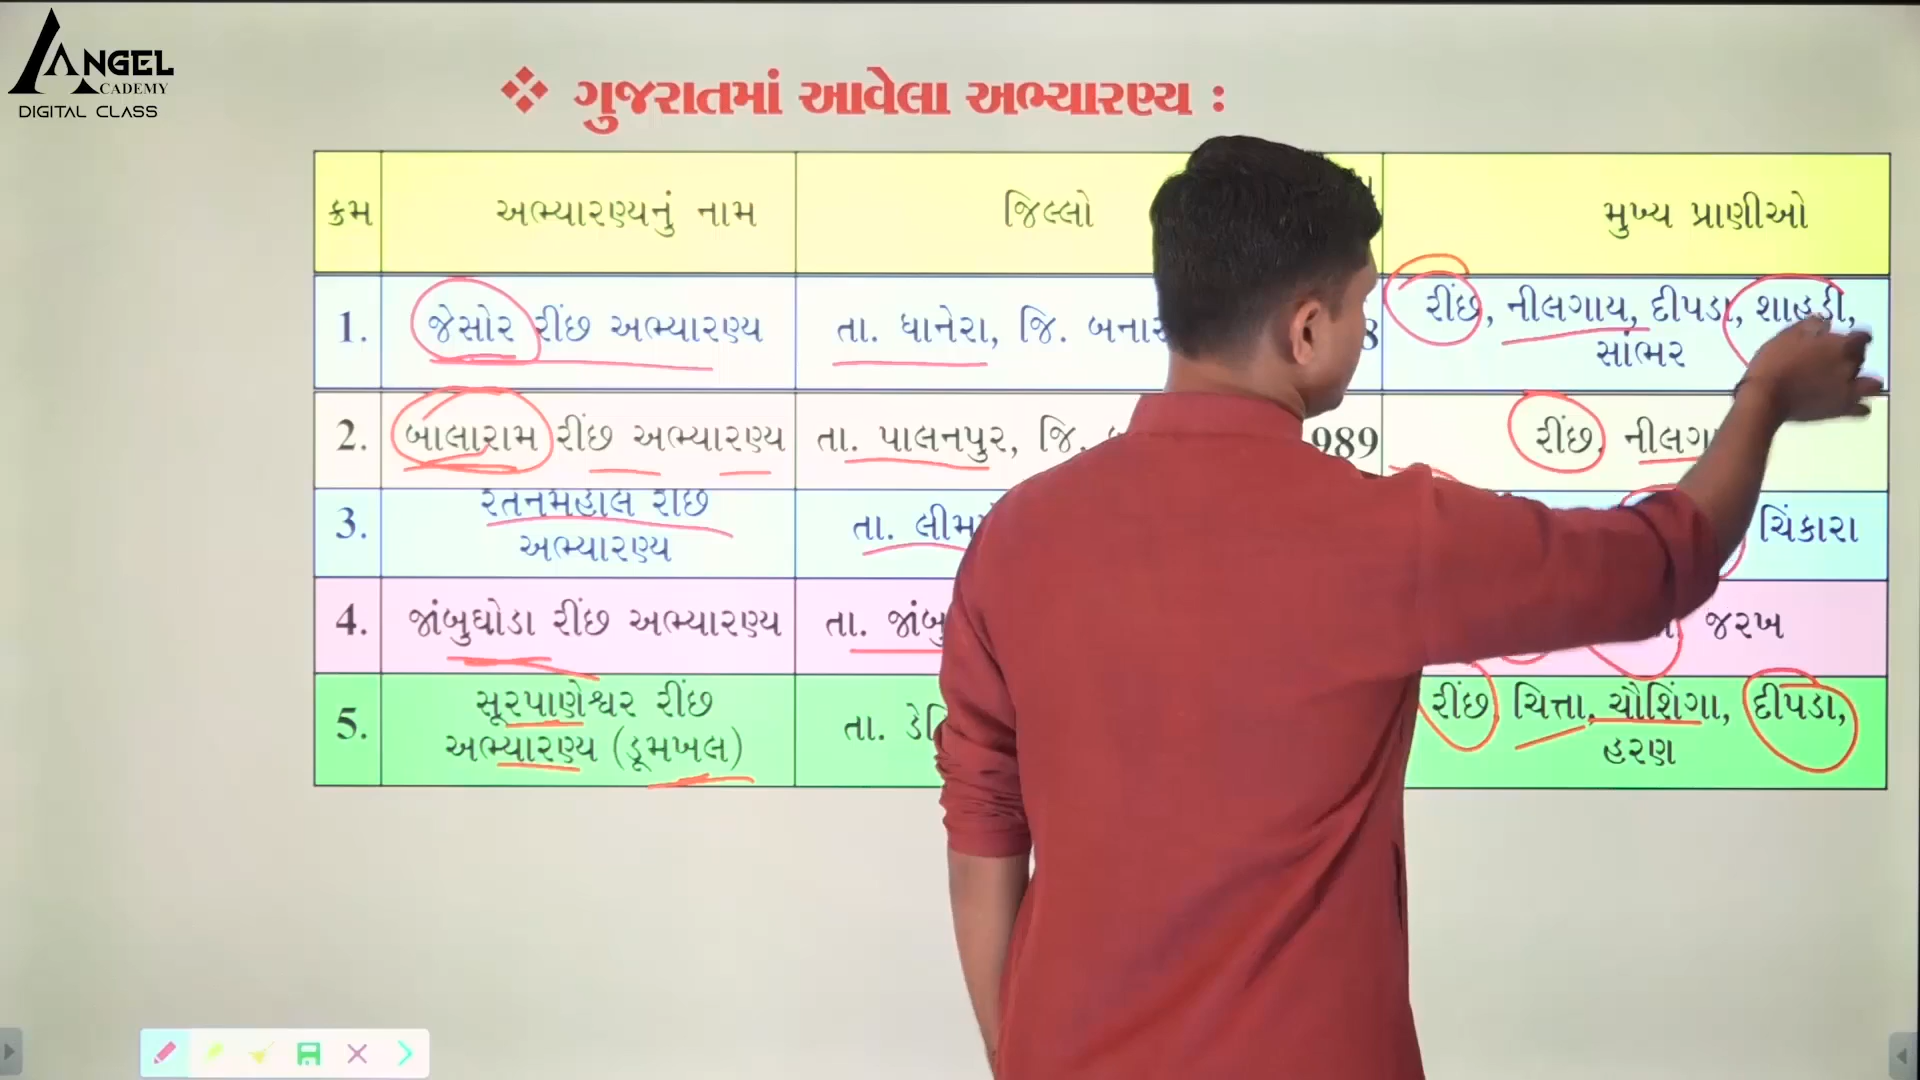 ANGEL
ACADEMY
DIGITAL CLASS
❖ ગુજરાતમાં આવેલા અભ્યારણ્ય :
ક્રમ અભ્યારણ્યનું નામ જિલ્લો મુખ્ય પ્રાણીઓ
1. જેસોર રીંછ અભ્યારણ્ય તા. ધાનેરા, જિ. રીંછ, નીલગાય, દીપડા, શાહુડી,
સાંભર
2. બાલારામ રીંછ અભ્યારણ્ય તા. પાલનપુર, જિ. 989 રીંછ,
3. રતનમહાલ રીંછ
અભ્યારણ્ય તા. ચિંકારા
4. જાંબુઘોડા રીંછ અભ્યારણ્ય તા. જરખ
5. સૂરપાણેશ્વર રીંછ
અભ્યારણ્ય (ડૂમખલ) તા. રીંછ, ચિત્તા, ચૌશિંગા, દીપડા,
હરણ